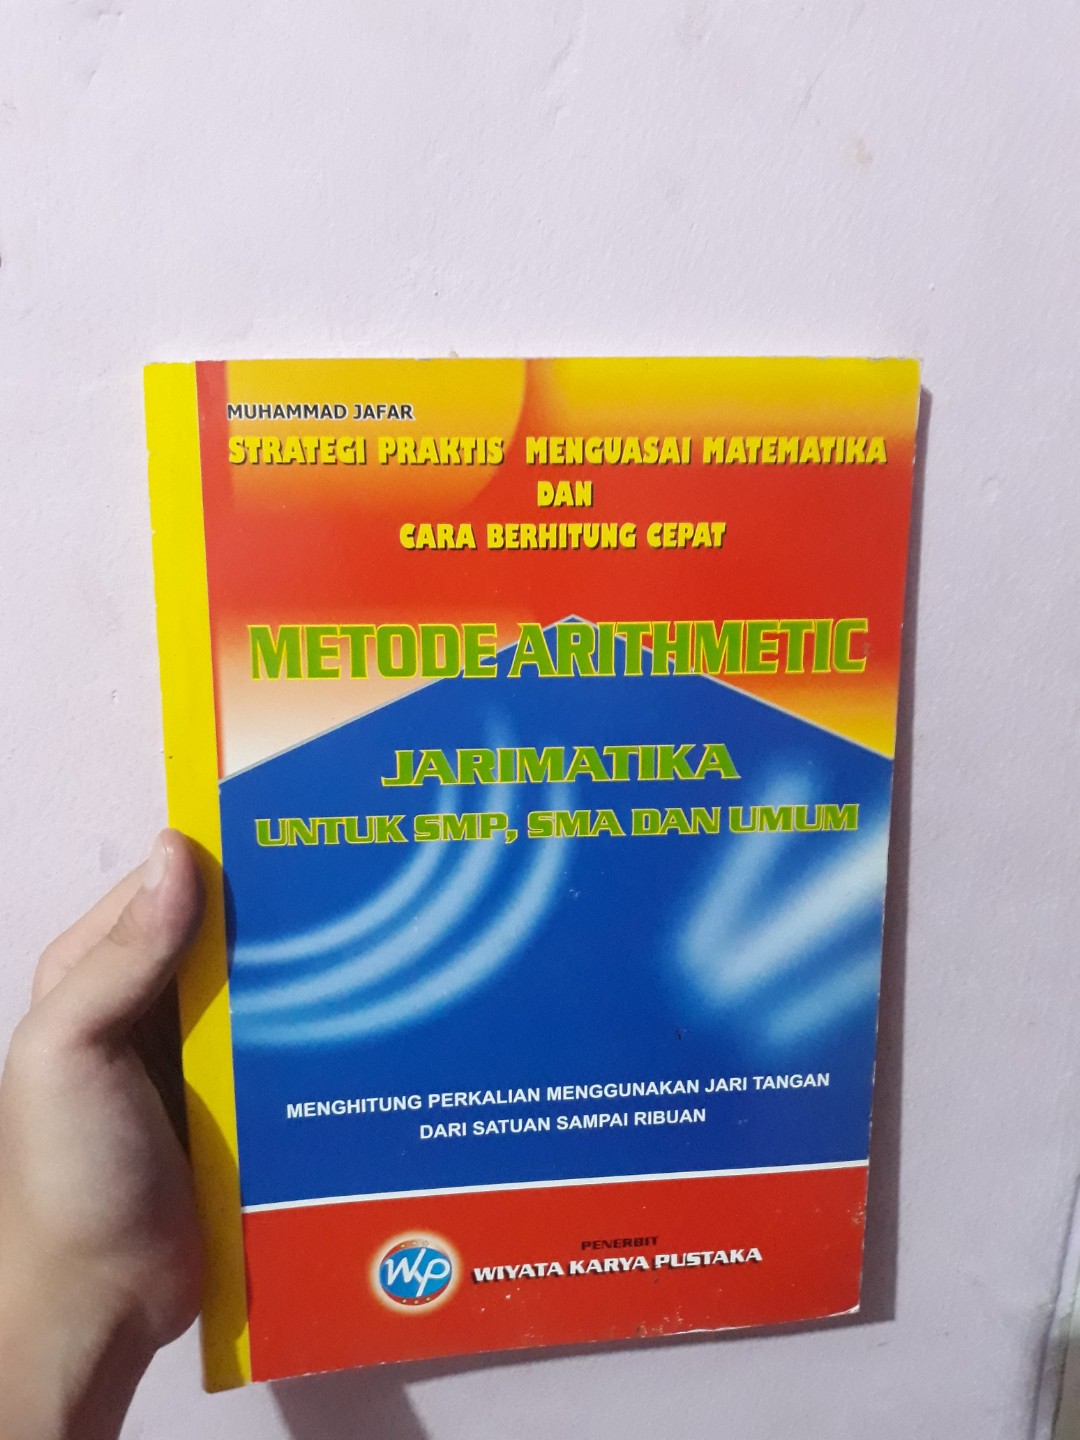 MUHAMMAD JAFAR
STRATEGI PRAKTIS MENGUASAI MATEMATIKA
DAN
CARA BERHITUNG CEPAT
METODE ARITHMETIC
JARIMATIKA
UNTUK SMP, SMA DAN UMUM
MENGHITUNG PERKALIAN MENGGUNAKAN JARI TANGAN
DARI SATUAN SAMPAI RIBUAN
PENERBIT
WKP WIYATA KARYA PUSTAKA